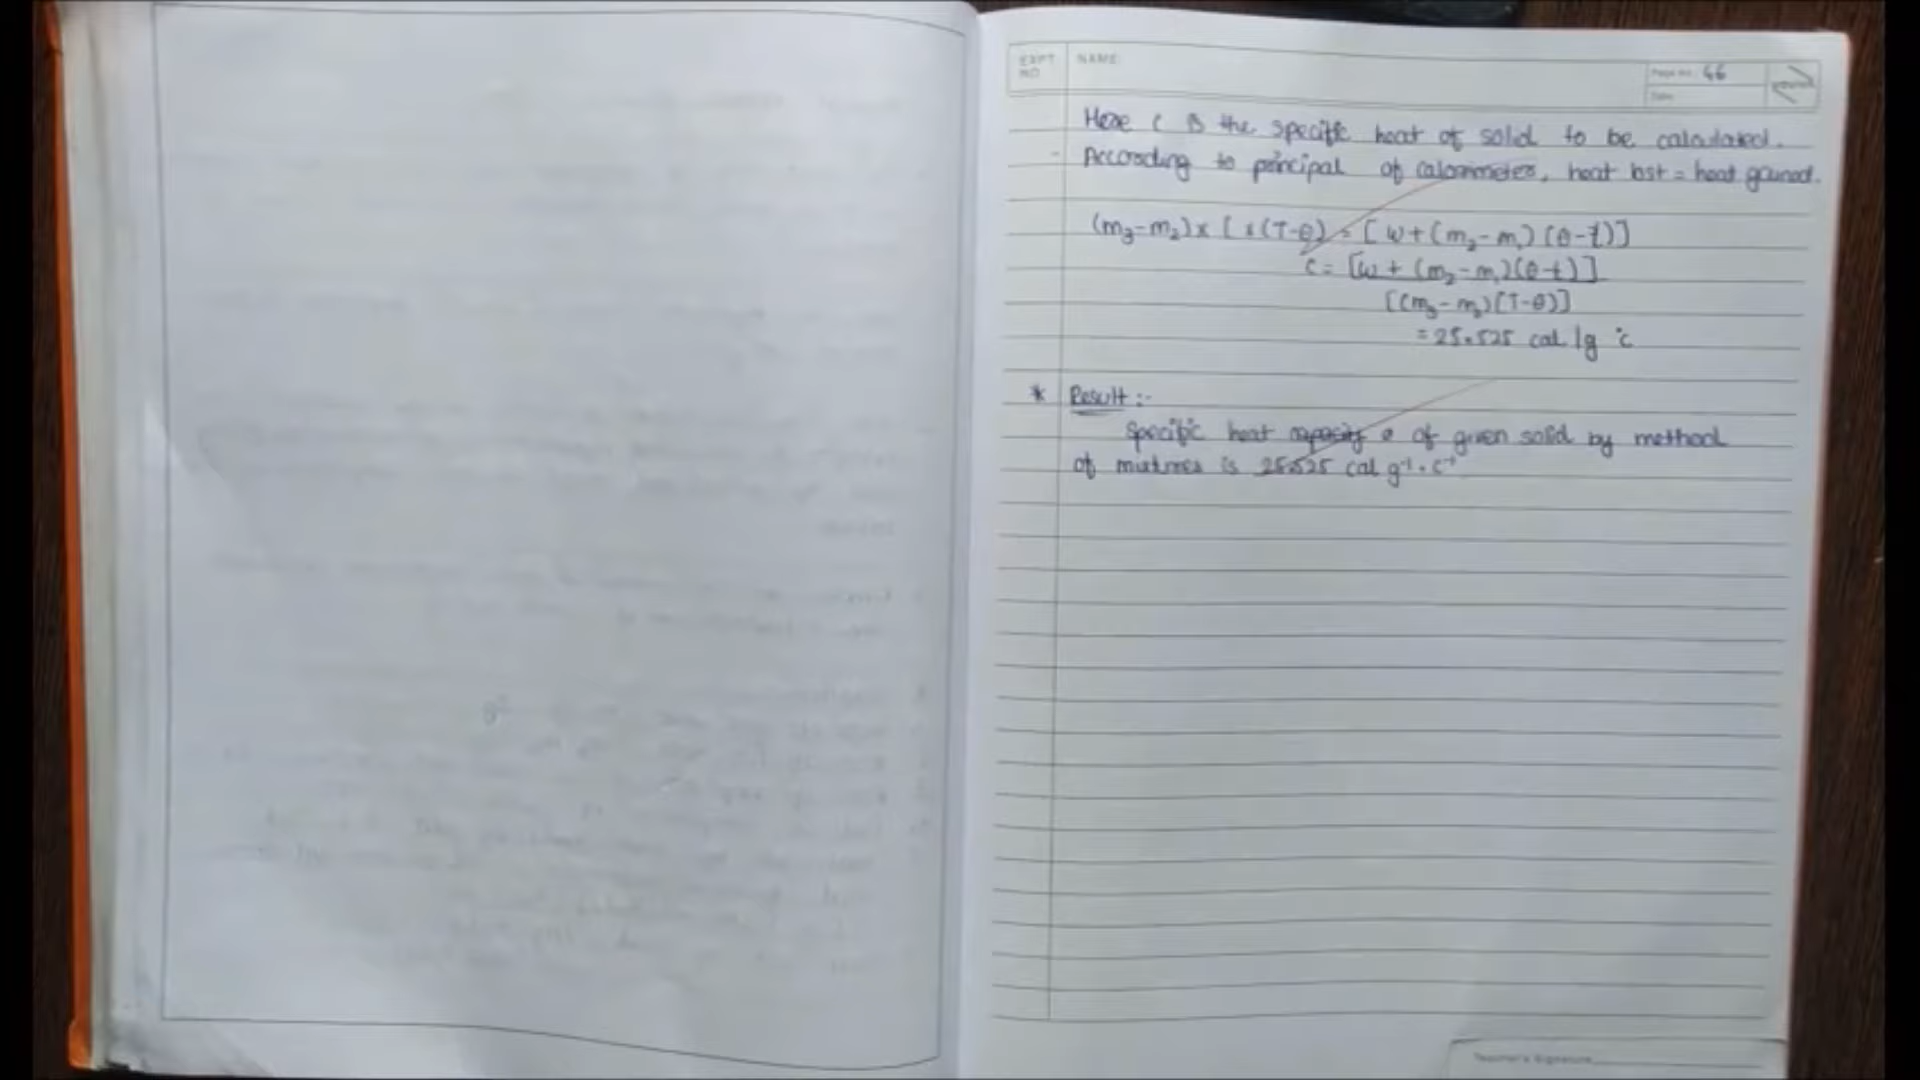 EXPT NO
NAME
Page No. 46
Date
Here C is the specific heat of solid to be calculated.
According to principal of calorimeter, heat lost = heat gained.
(m₃-m₂)x [ x(T-θ) = [ w+(m₂-m₁) (θ-t)]
C = [w + (m₂-m₁)(θ-t)]
[(m₃-m₂)(T-θ)]
= 25.525 cal /g °c
* Result :-
Specific heat capacity of given solid by method
of mixtures is 25.525 cal g⁻¹ . c⁻¹
Teacher's Signature